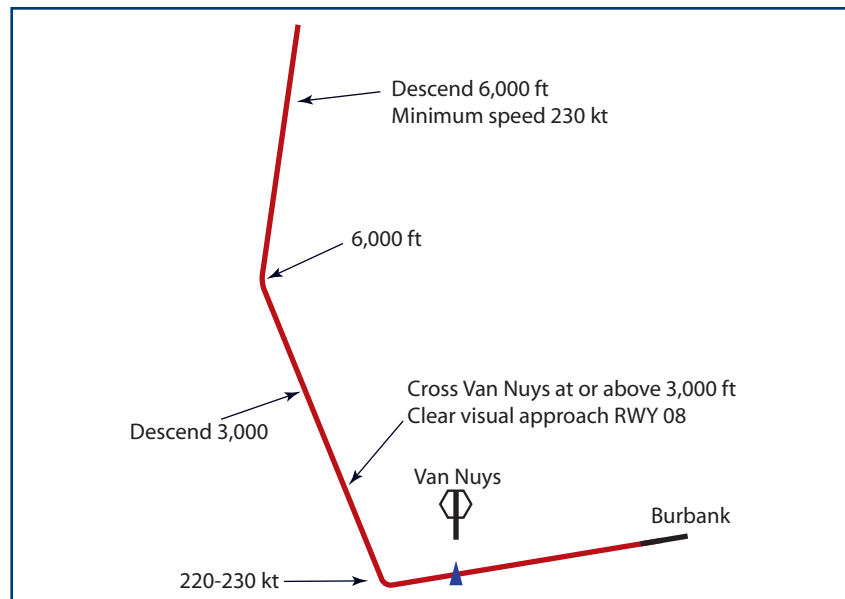 Descend 6,000 ft
Minimum speed 230 kt
6,000 ft
Cross Van Nuys at or above 3,000 ft
Clear visual approach RWY 08
Descend 3,000
Van Nuys
Burbank
220-230 kt